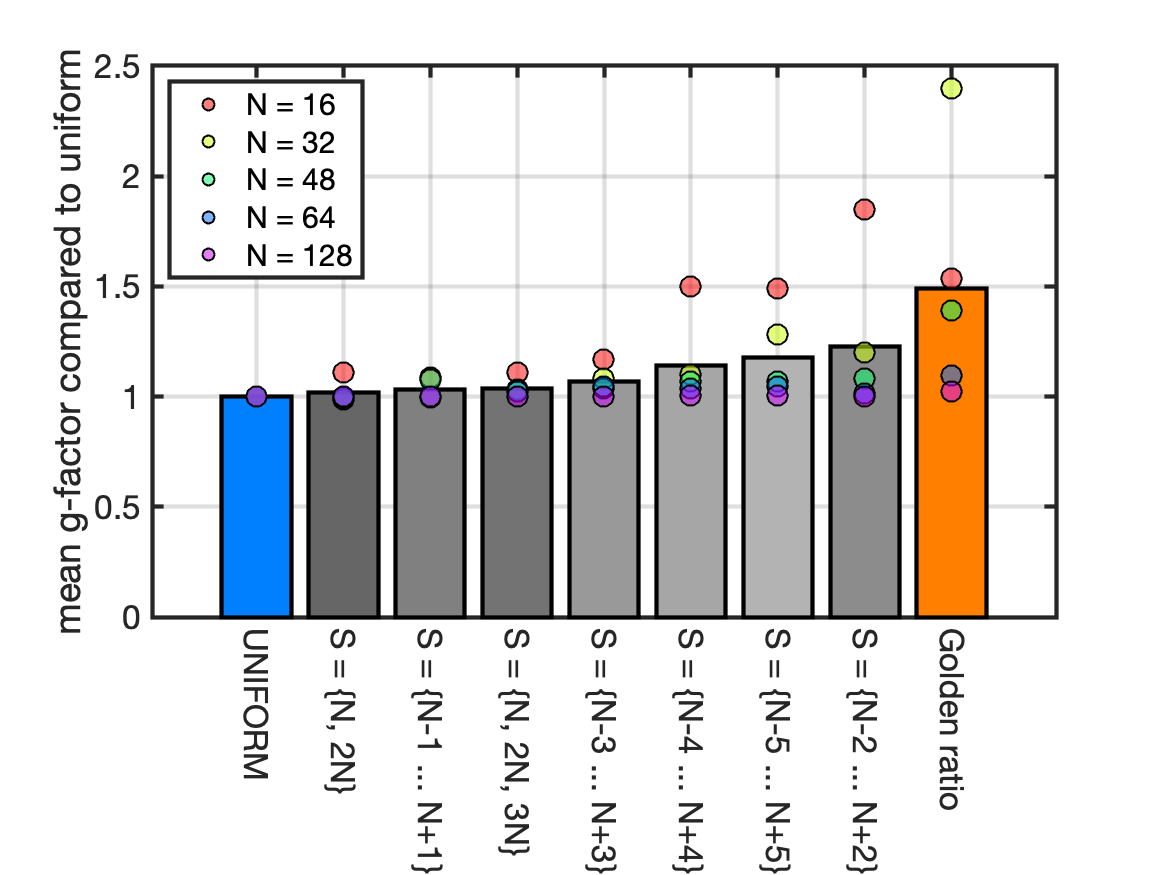 mean g-factor compared to uniform
2.5
2
1.5
1
0.5
0
N = 16
N = 32
N = 48
N = 64
N = 128
UNIFORM
S = {N, 2N}
S = {N-1 ... N+1}
S = {N, 2N, 3N}
S = {N-3 ... N+3}
S = {N-4 ... N+4}
S = {N-5 ... N+5}
S = {N-2 ... N+2}
Golden ratio